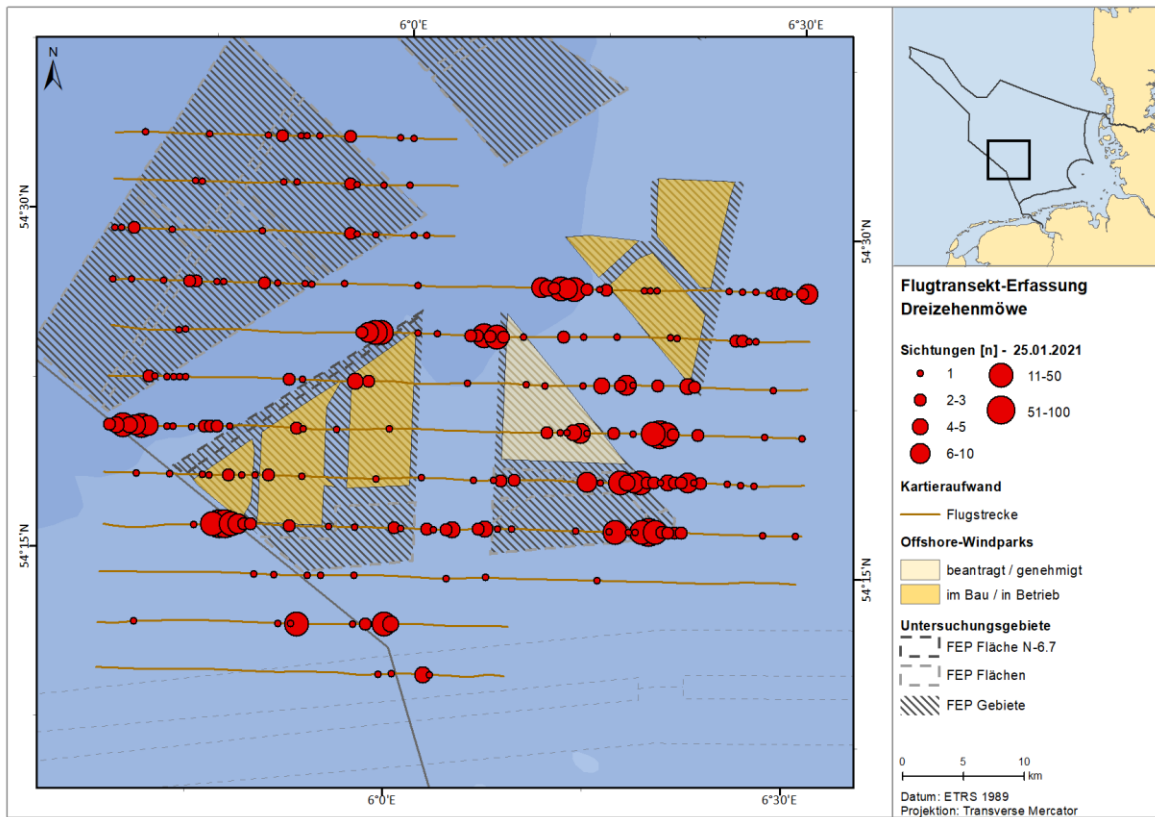 6°0'E
6°30'E
N
54°30'N
54°30'N
54°15'N
54°15'N
6°0'E
6°30'E
Flugtransekt-Erfassung
Dreizehenmöwe
Sichtungen [n] - 25.01.2021
1
11-50
2-3
51-100
4-5
6-10
Kartieraufwand
Flugstrecke
Offshore-Windparks
beantragt / genehmigt
im Bau / in Betrieb
Untersuchungsgebiete
FEP Fläche N-6.7
FEP Flächen
FEP Gebiete
0 5 10
km
Datum: ETRS 1989
Projektion: Transverse Mercator